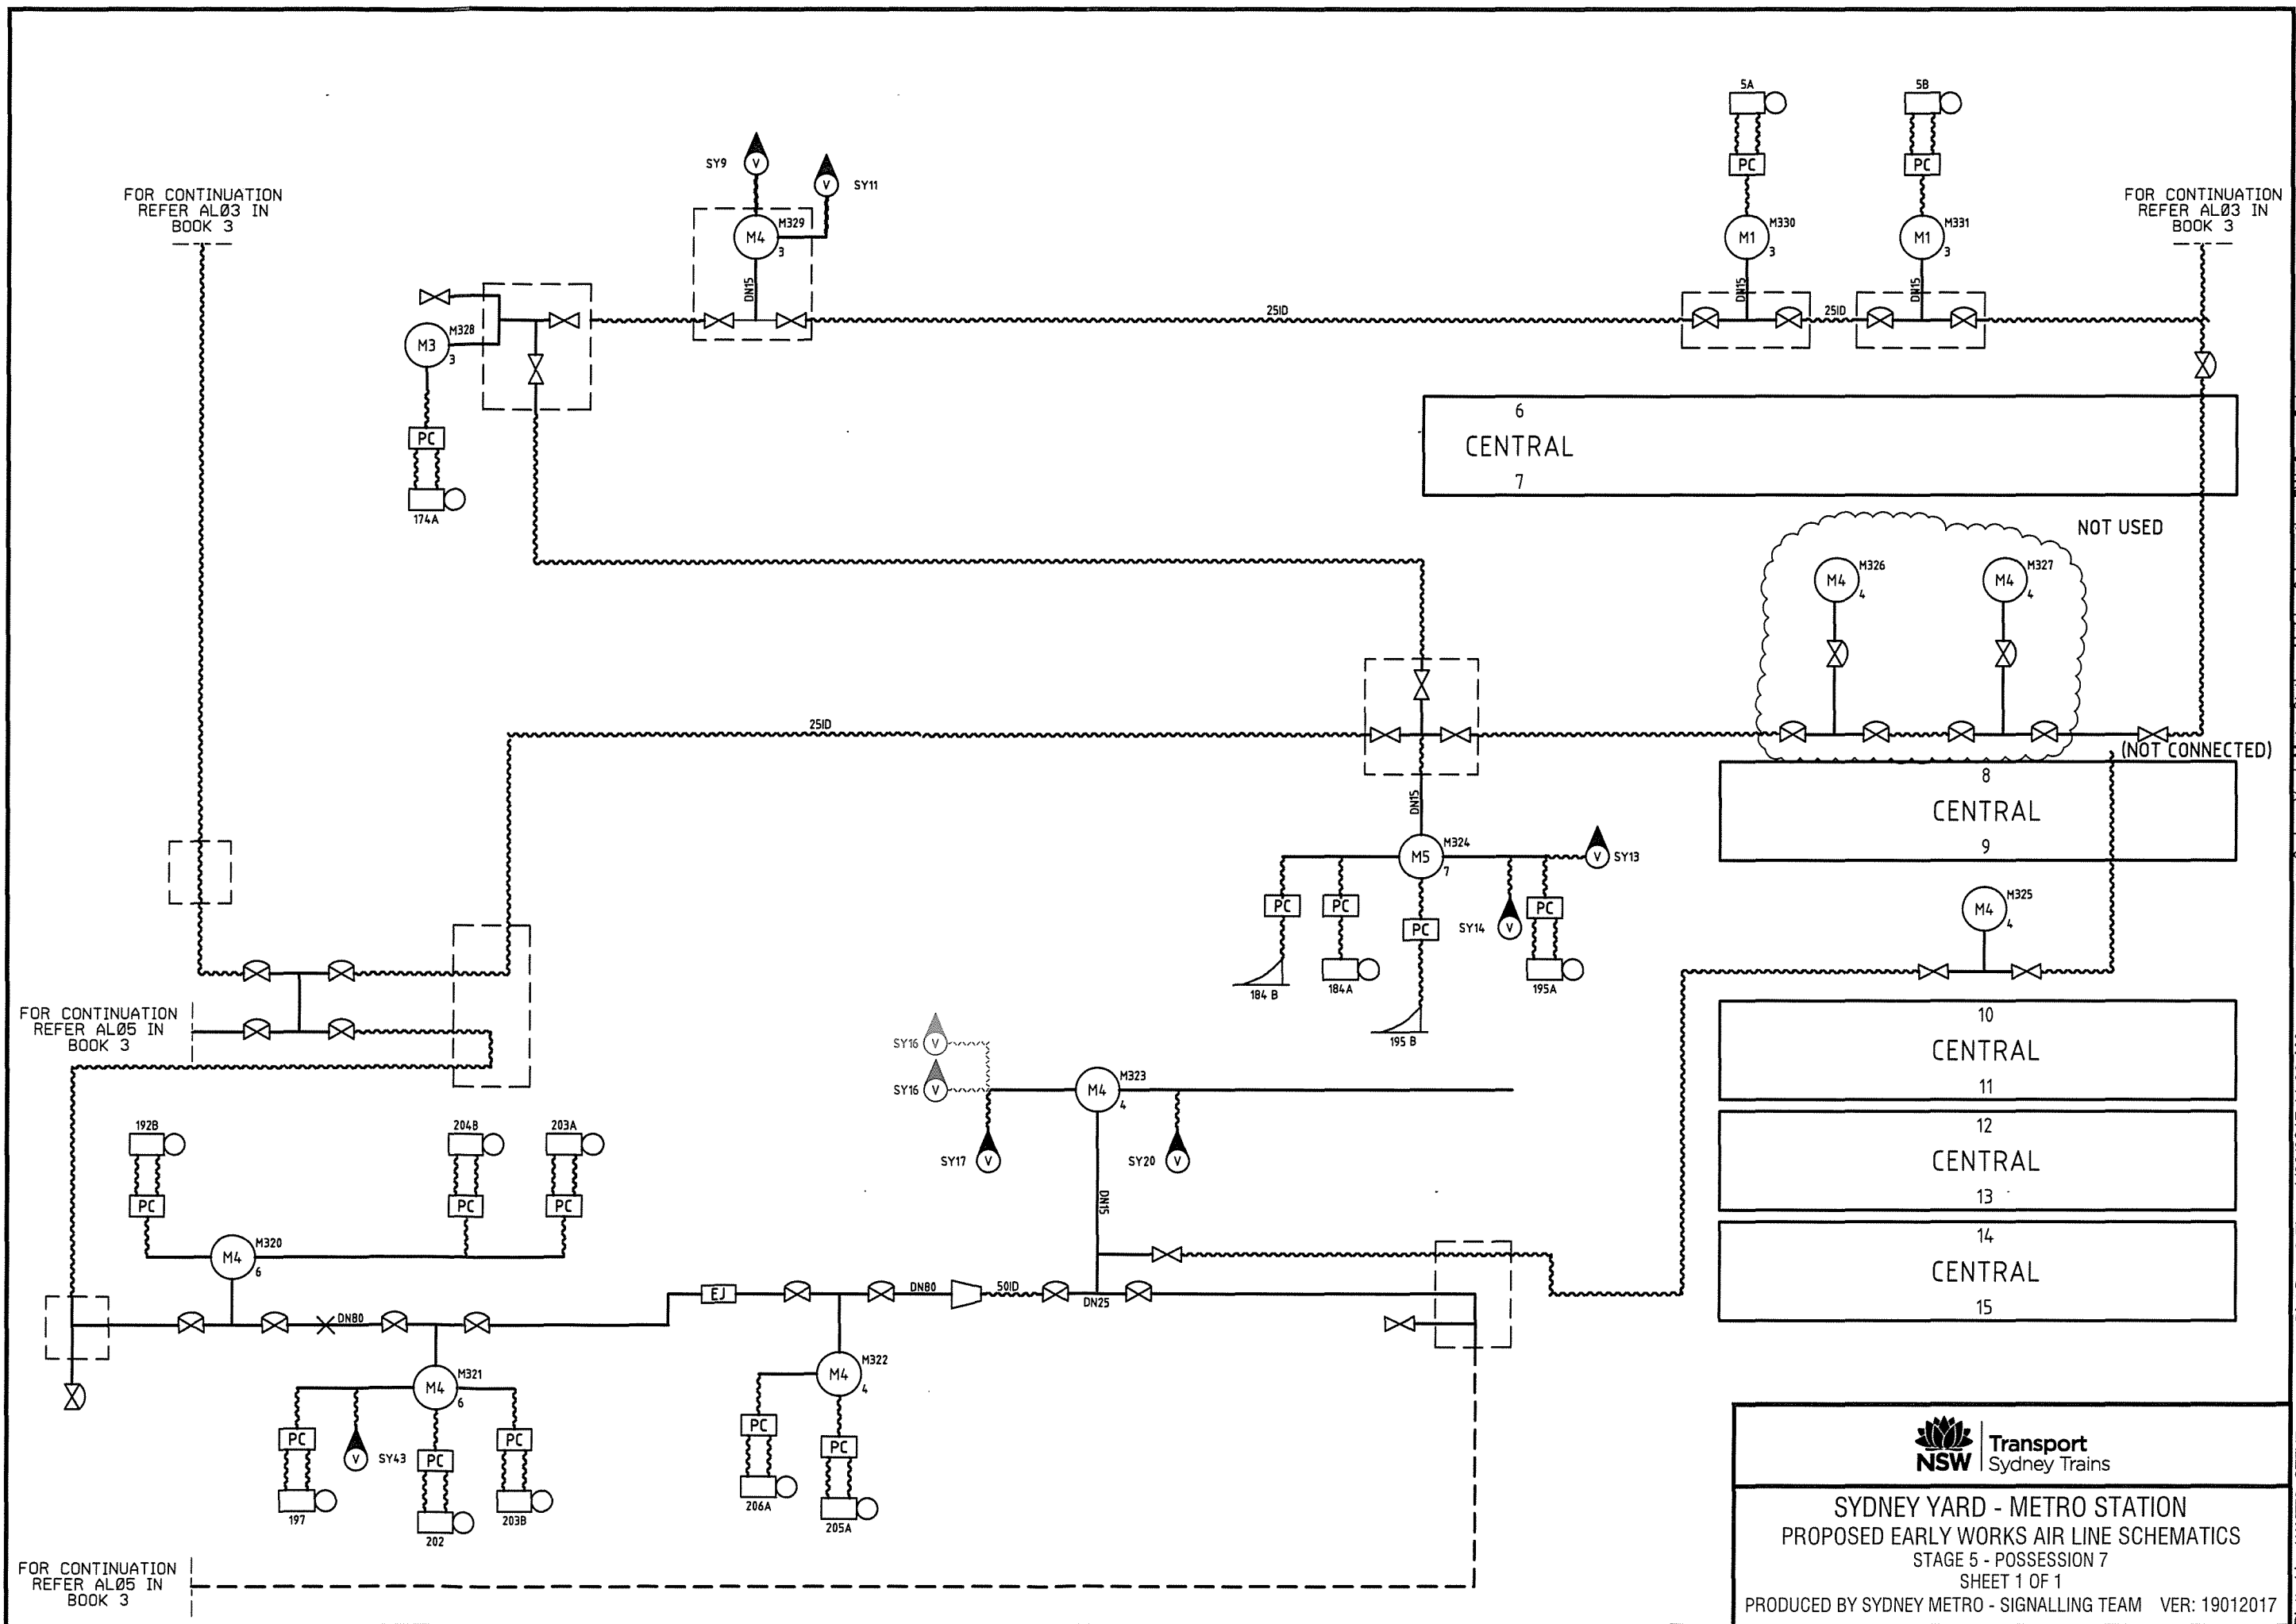 5A
5B
PC
PC
SY9
V
V
SY11
FOR CONTINUATION
REFER ALØ3 IN
BOOK 3
FOR CONTINUATION
REFER ALØ3 IN
BOOK 3
M4
M329
3
M1
M330
3
M1
M331
3
DN15
DN15
DN15
25ID
25ID
M3
M328
3
PC
174A
6
CENTRAL
7
NOT USED
M4
M326
4
M4
M327
4
25ID
(NOT CONNECTED)
8
CENTRAL
9
DN15
M5
M324
7
V
SY13
PC
PC
PC
PC
SY14
V
184 B
184A
195A
195 B
M4
M325
4
FOR CONTINUATION
REFER ALØ5 IN
BOOK 3
10
CENTRAL
11
SY16
V
SY16
V
M4
M323
4
SY17
V
SY20
V
DN15
12
CENTRAL
13
192B
204B
203A
PC
PC
PC
M4
M320
6
14
CENTRAL
15
EJ
DN80
50ID
DN25
DN80
M4
M321
6
M4
M322
4
PC
V
SY43
PC
PC
197
202
203B
PC
PC
206A
205A
FOR CONTINUATION
REFER ALØ5 IN
BOOK 3
NSW
Transport
Sydney Trains
SYDNEY YARD - METRO STATION
PROPOSED EARLY WORKS AIR LINE SCHEMATICS
STAGE 5 - POSSESSION 7
SHEET 1 OF 1
PRODUCED BY SYDNEY METRO - SIGNALLING TEAM VER: 19012017